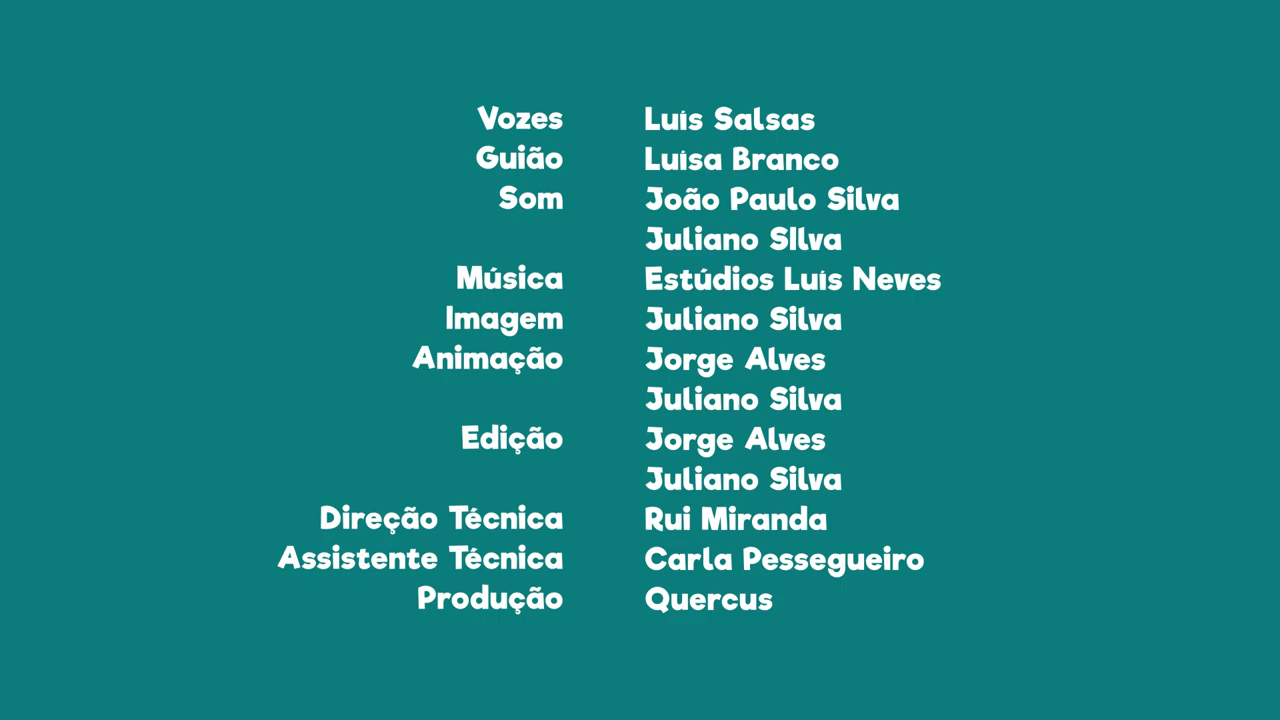 Vozes Luís Salsas
Guião Luísa Branco
Som João Paulo Silva
Juliano SIlva
Música Estúdios Luís Neves
Imagem Juliano Silva
Animação Jorge Alves
Juliano Silva
Edição Jorge Alves
Juliano Silva
Direção Técnica Rui Miranda
Assistente Técnica Carla Pessegueiro
Produção Quercus